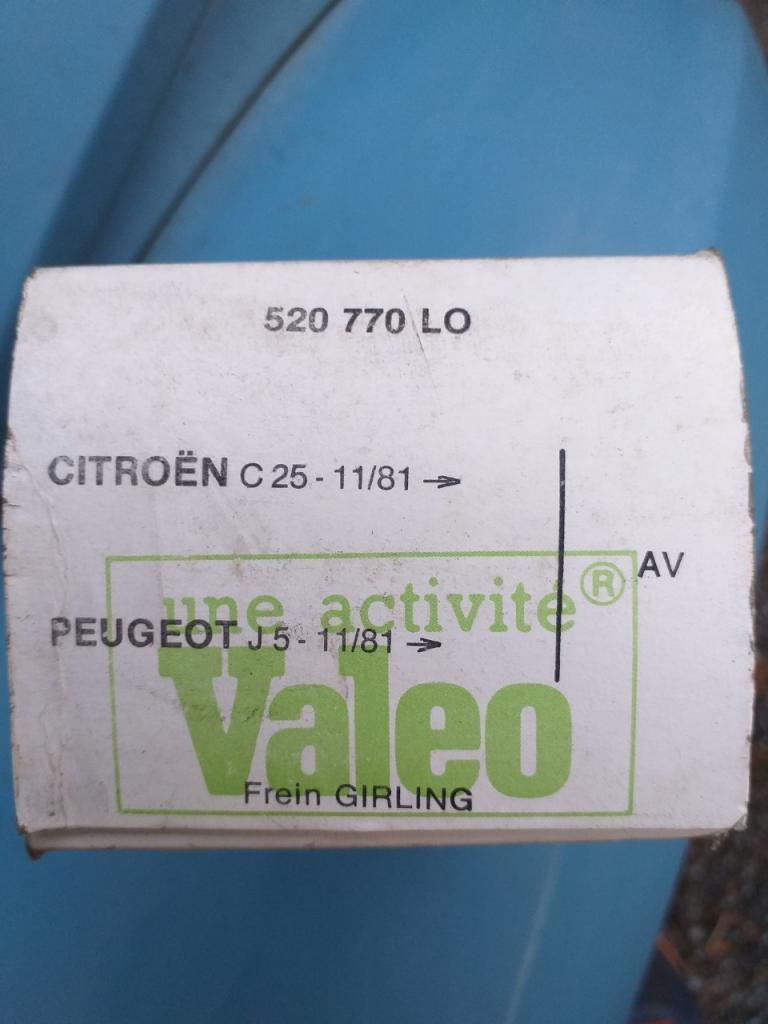 520 770 LO
CITROËN C 25 - 11/81 →
AV
une activité ®
PEUGEOT J 5 - 11/81 →
Valeo
Frein GIRLING